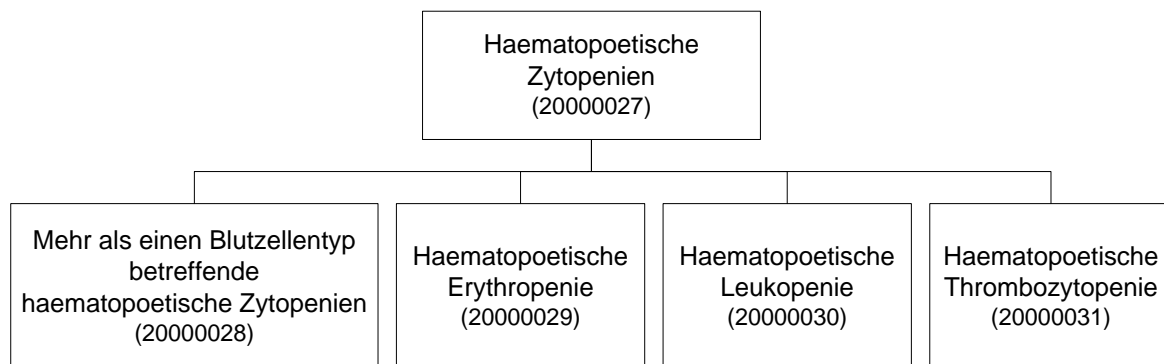 Haematopoetische
Zytopenien
(20000027)
Mehr als einen Blutzellentyp
betreffende
haematopoetische Zytopenien
(20000028)
Haematopoetische
Erythropenie
(20000029)
Haematopoetische
Leukopenie
(20000030)
Haematopoetische
Thrombozytopenie
(20000031)